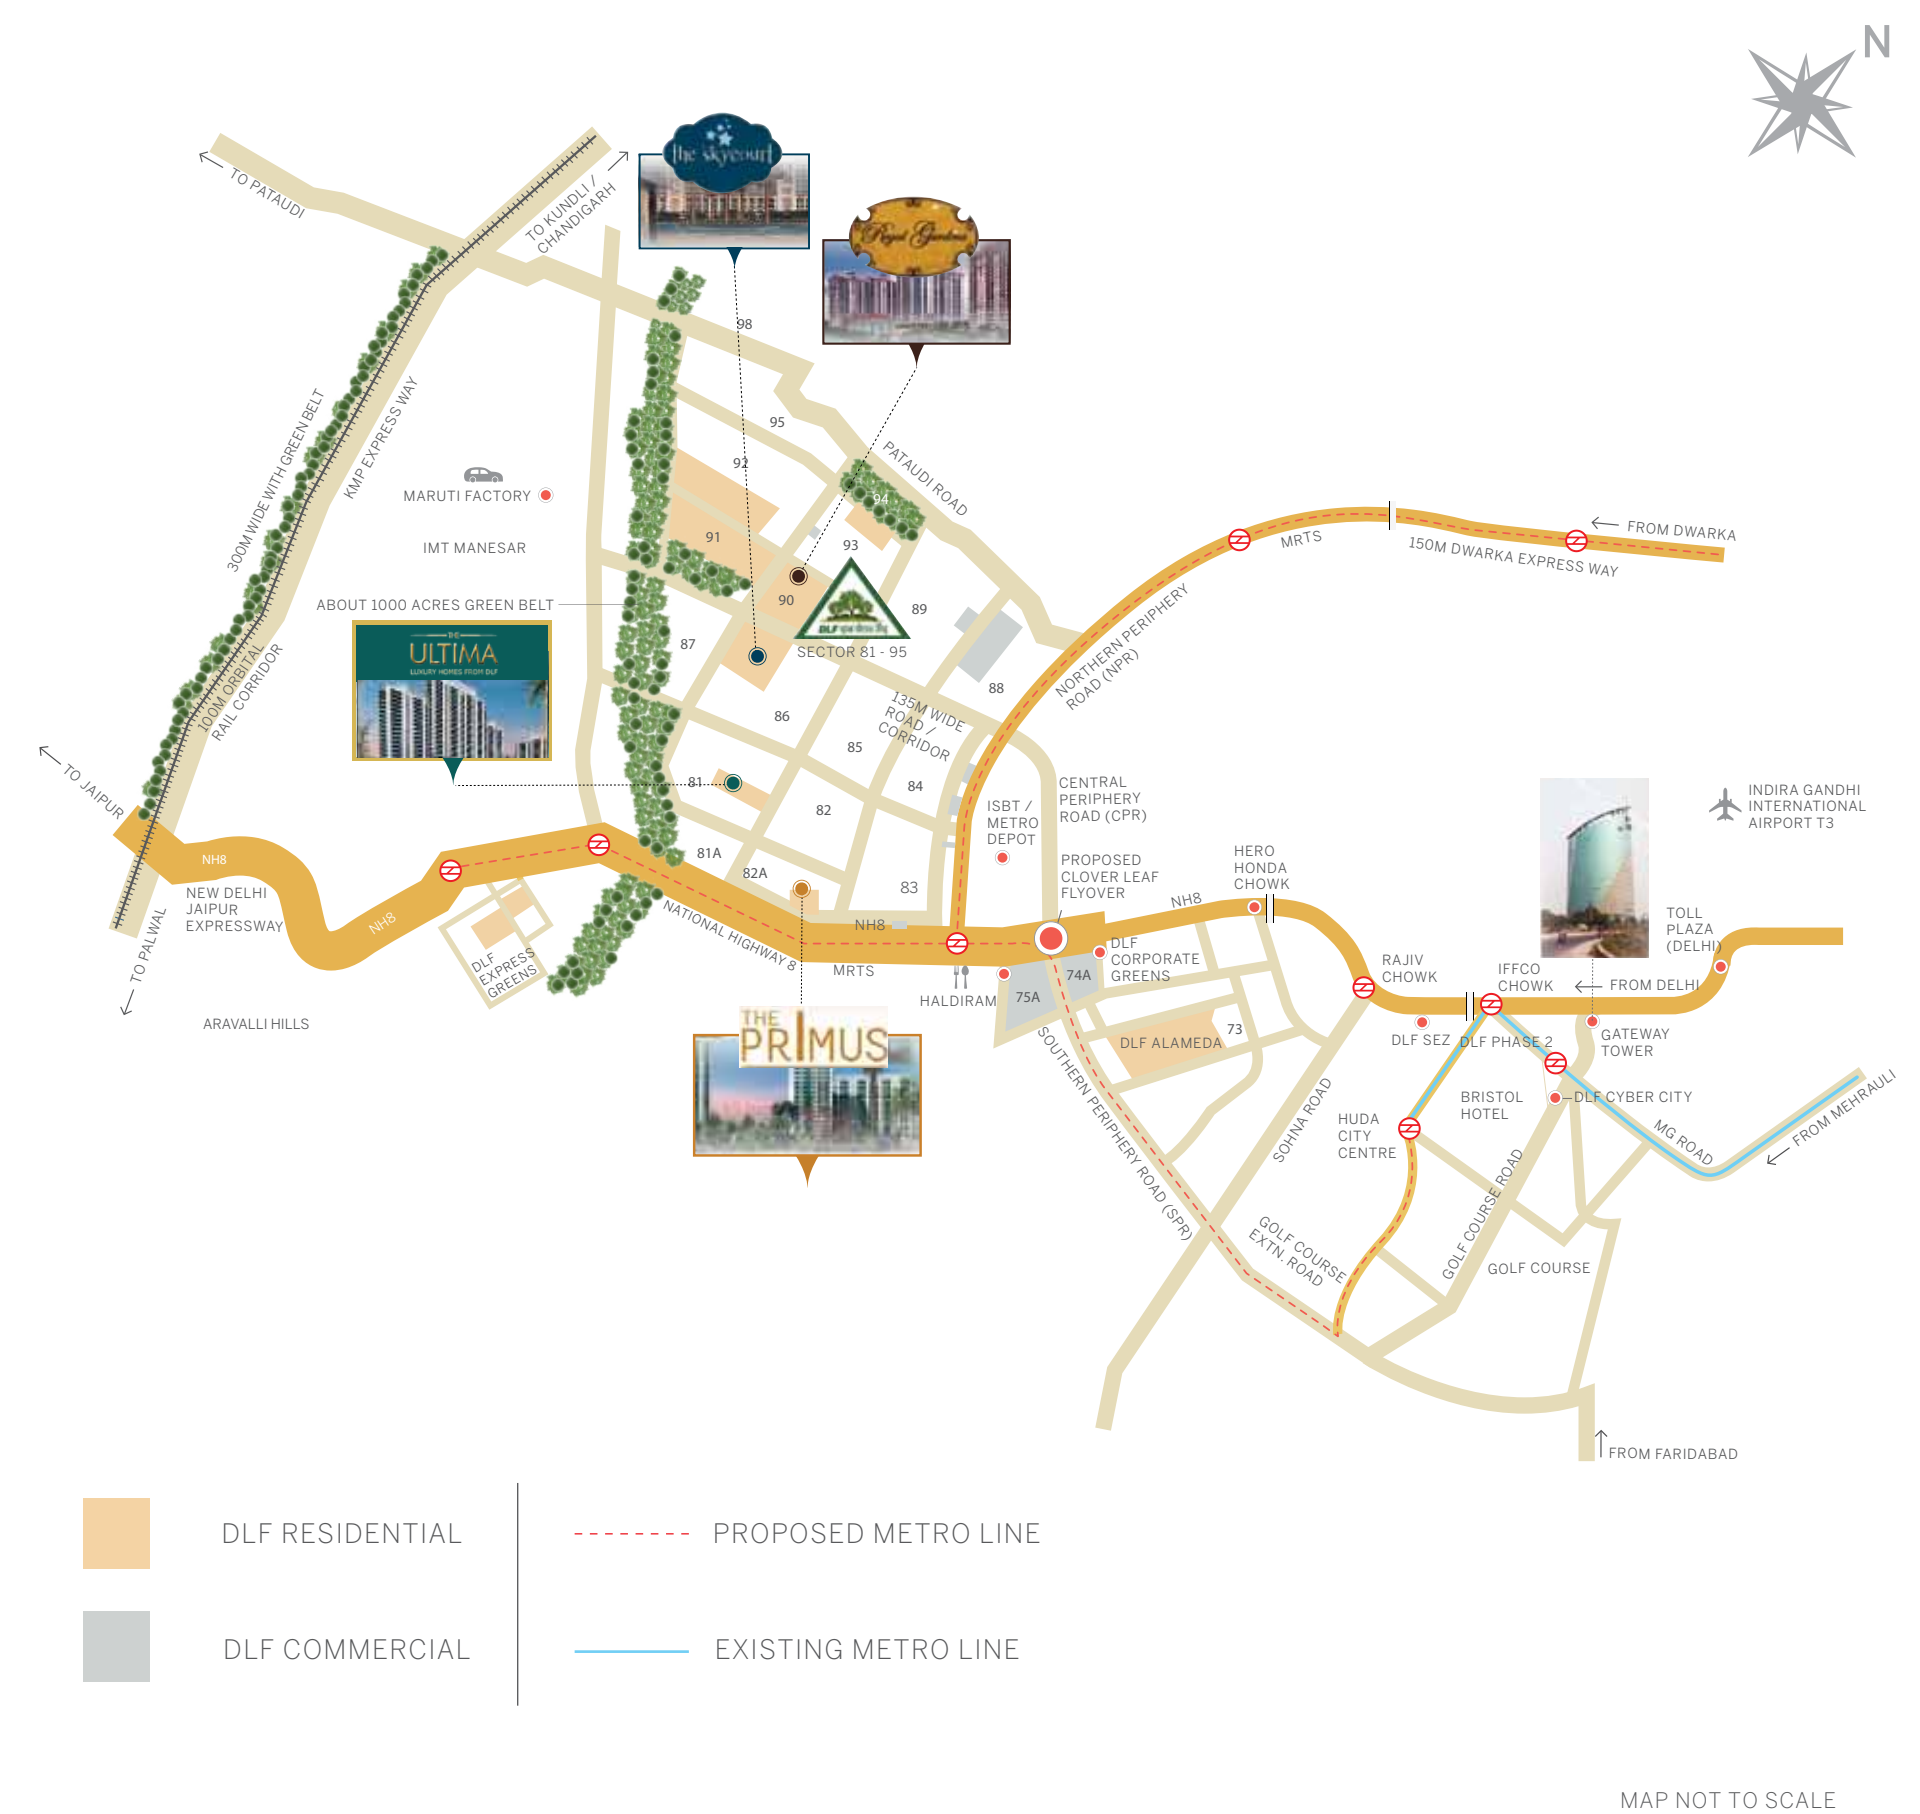 N
TO PATAUDI
TO KUNDLI /
CHANDIGARH
the skycourt
Royal Gardens
98
95
92
PATAUDI ROAD
94
91
93
90
89
87
SECTOR 81 - 95
88
86
85
84
81
82
81A
82A
83
300M WIDE WITH GREEN BELT
KMP EXPRESS WAY
MARUTI FACTORY
IMT MANESAR
ABOUT 1000 ACRES GREEN BELT
THE
ULTIMA
LUXURY HOMES FROM DLF
100M ORBITAL
RAIL CORRIDOR
TO JAIPUR
NH8
NEW DELHI
JAIPUR
EXPRESSWAY
NH8
TO PALWAL
ARAVALLI HILLS
DLF
EXPRESS
GREENS
NATIONAL HIGHWAY 8
NH8
MRTS
THE
PRIMUS
135M WIDE
ROAD /
CORRIDOR
FROM DWARKA
MRTS
150M DWARKA EXPRESS WAY
NORTHERN PERIPHERY
ROAD (NPR)
CENTRAL
PERIPHERY
ROAD (CPR)
ISBT /
METRO
DEPOT
PROPOSED
CLOVER LEAF
FLYOVER
HERO
HONDA
CHOWK
NH8
DLF
CORPORATE
GREENS
HALDIRAM
74A
75A
73
DLF ALAMEDA
SOUTHERN PERIPHERY ROAD (SPR)
SOHNA ROAD
RAJIV
CHOWK
IFFCO
CHOWK
FROM DELHI
TOLL
PLAZA
(DELHI)
INDIRA GANDHI
INTERNATIONAL
AIRPORT T3
DLF SEZ
DLF PHASE 2
GATEWAY
TOWER
BRISTOL
HOTEL
DLF CYBER CITY
HUDA
CITY
CENTRE
MG ROAD
FROM MEHRAULI
GOLF COURSE ROAD
GOLF COURSE
EXTN. ROAD
GOLF COURSE
FROM FARIDABAD
DLF RESIDENTIAL
PROPOSED METRO LINE
DLF COMMERCIAL
EXISTING METRO LINE
MAP NOT TO SCALE